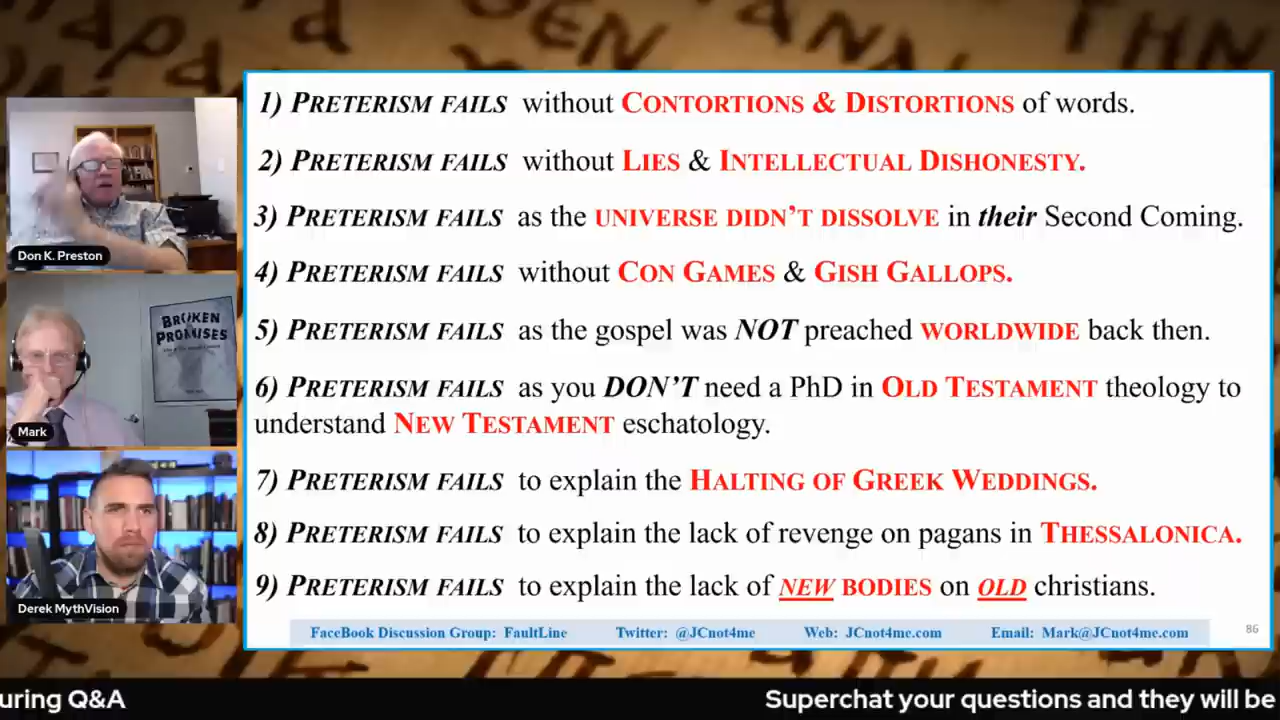 1) PRETERISM FAILS without CONTORTIONS & DISTORTIONS of words.
2) PRETERISM FAILS without LIES & INTELLECTUAL DISHONESTY.
3) PRETERISM FAILS as the UNIVERSE DIDN'T DISSOLVE in their Second Coming.
4) PRETERISM FAILS without CON GAMES & GISH GALLOPS.
5) PRETERISM FAILS as the gospel was NOT preached WORLDWIDE back then.
6) PRETERISM FAILS as you DON'T need a PhD in OLD TESTAMENT theology to
understand NEW TESTAMENT eschatology.
7) PRETERISM FAILS to explain the HALTING OF GREEK WEDDINGS.
8) PRETERISM FAILS to explain the lack of revenge on pagans in THESSALONICA.
9) PRETERISM FAILS to explain the lack of NEW BODIES on OLD christians.
FaceBook Discussion Group: FaultLine Twitter: @JCnot4me Web: JCnot4me.com Email: Mark@JCnot4me.com
86
Don K. Preston
BROKEN
PROMISES
Mark
Derek MythVision
uring Q&A Superchat your questions and they will be